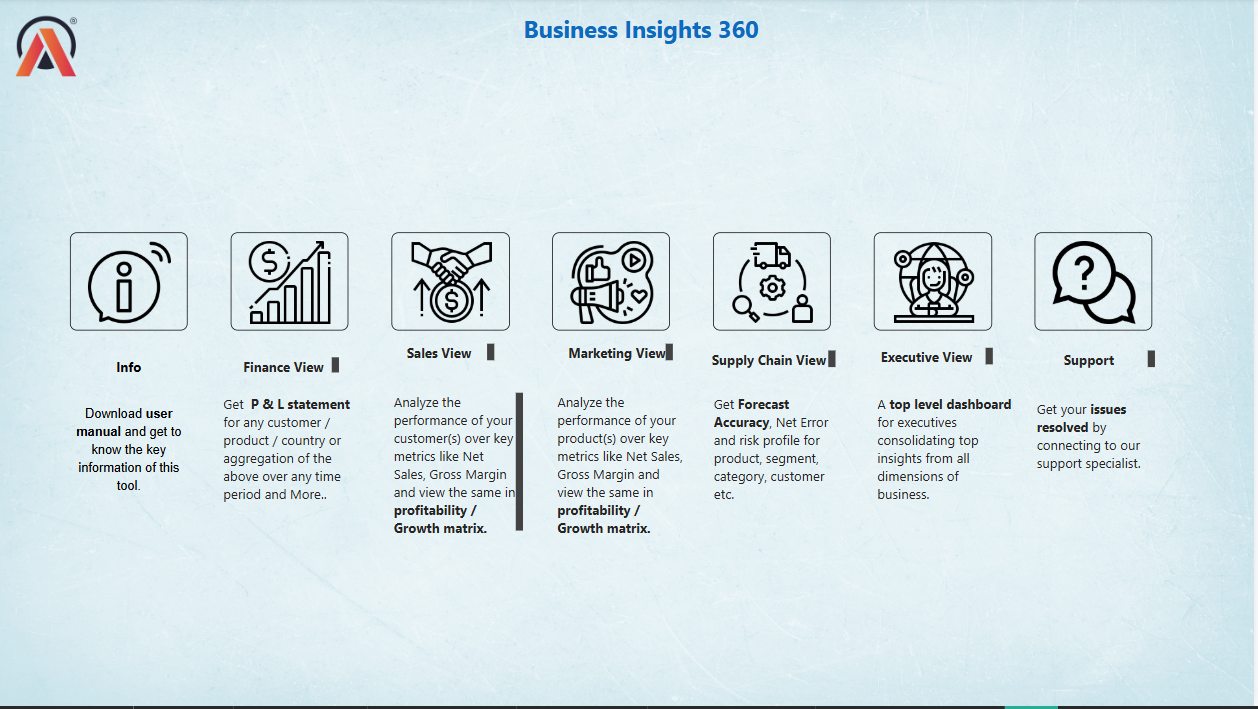 ®
Business Insights 360
Info
Download user
manual and get to
know the key
information of this
tool.
Finance View
Get P & L statement
for any customer /
product / country or
aggregation of the
above over any time
period and More..
Sales View
Analyze the
performance of your
customer(s) over key
metrics like Net
Sales, Gross Margin
and view the same in
profitability /
Growth matrix.
Marketing View
Analyze the
performance of your
product(s) over key
metrics like Net Sales,
Gross Margin and
view the same in
profitability /
Growth matrix.
Supply Chain View
Get Forecast
Accuracy, Net Error
and risk profile for
product, segment,
category, customer
etc.
Executive View
A top level dashboard
for executives
consolidating top
insights from all
dimensions of
business.
Support
Get your issues
resolved by
connecting to our
support specialist.